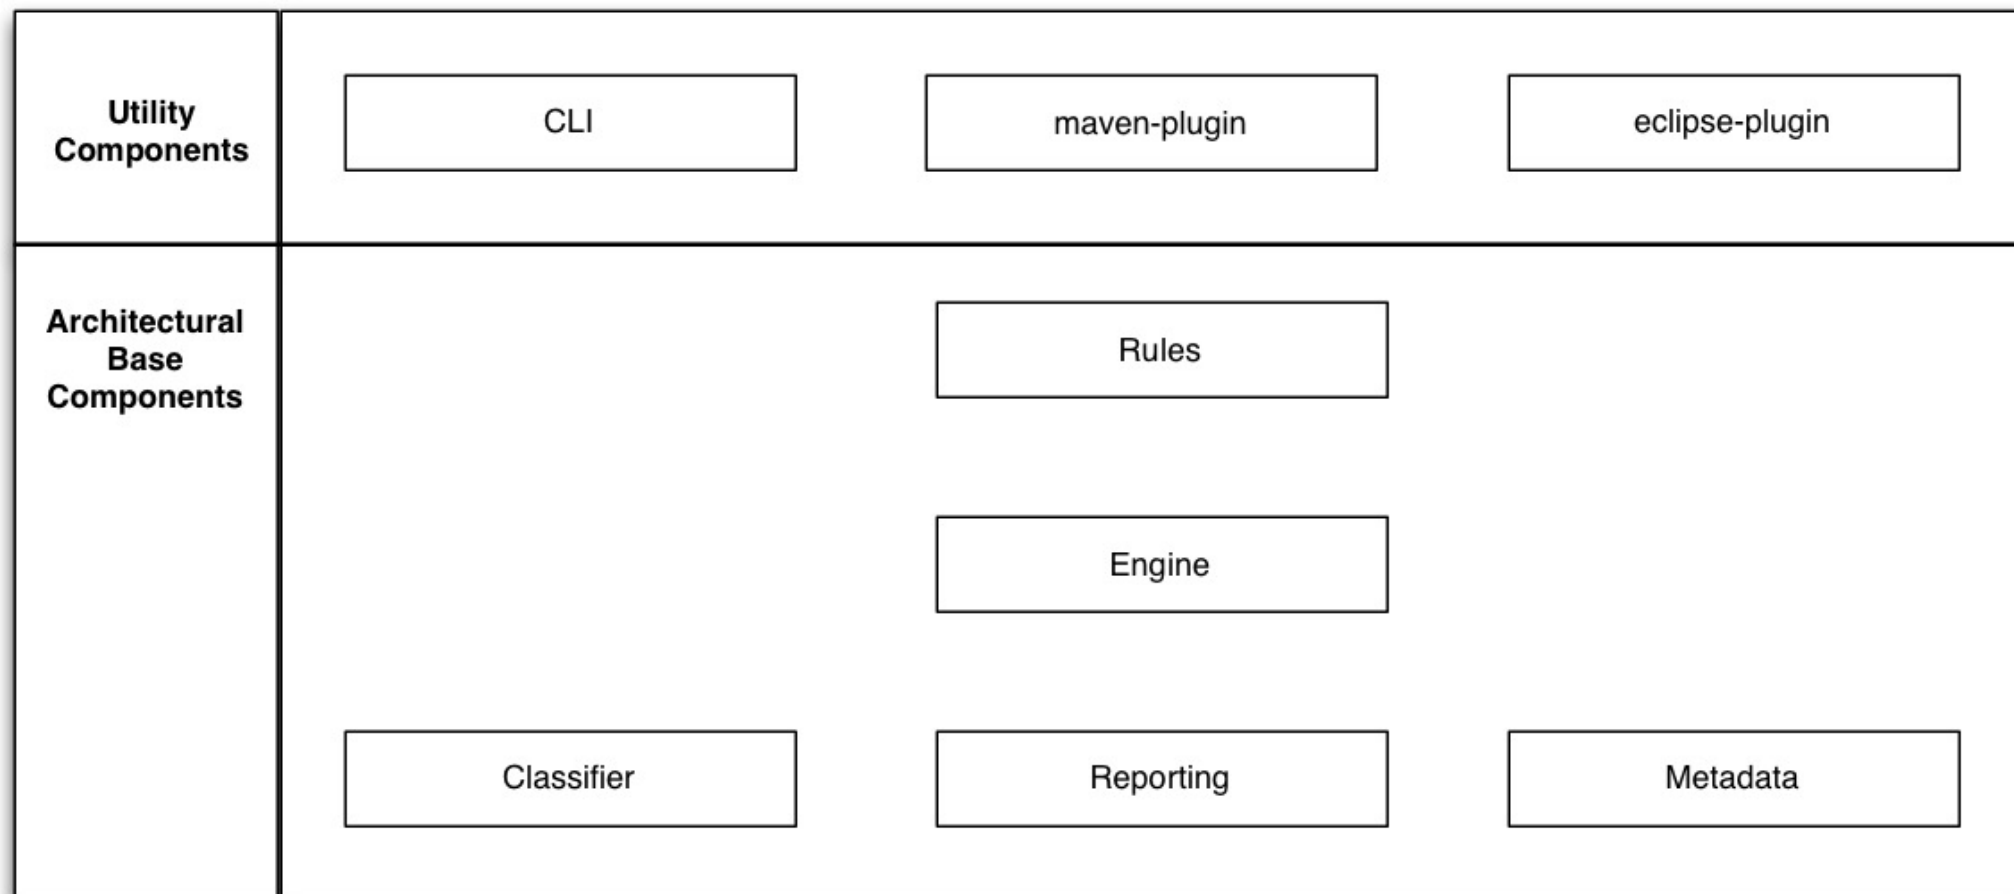 Utility
Components
CLI
maven-plugin
eclipse-plugin
Architectural
Base
Components
Rules
Engine
Classifier
Reporting
Metadata